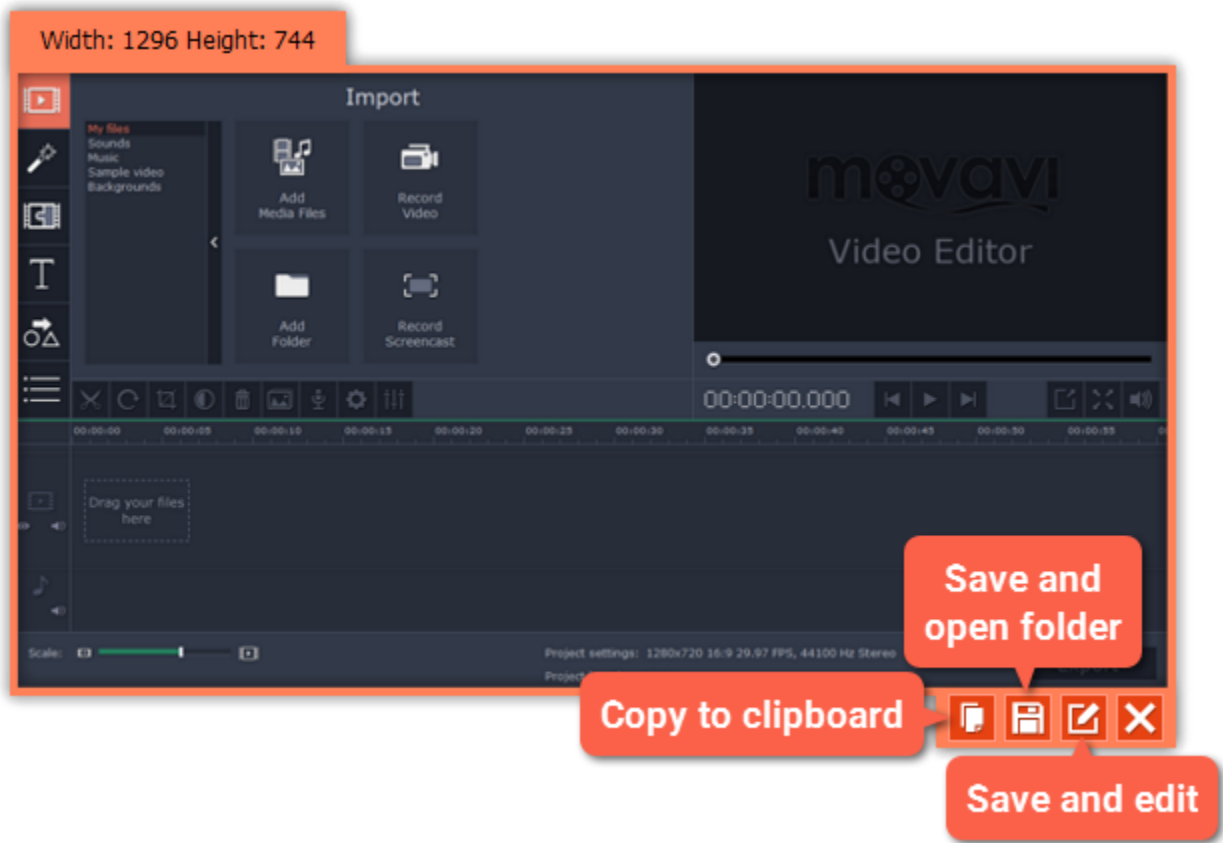 Width: 1296 Height: 744
Import
My files
Sounds
Music
Sample video
Backgrounds
Add
Media Files
Record
Video
Add
Folder
Record
Screencast
movavi
Video Editor
00:00:00.000
00:00:00 00:00:05 00:00:10 00:00:15 00:00:20 00:00:25 00:00:30 00:00:35 00:00:40 00:00:45 00:00:50 00:00:55
Drag your files
here
Scale:
Project settings: 1280x720 16:9 29.97 FPS, 44100 Hz Stereo
Project
Export
Save and
open folder
Copy to clipboard
Save and edit